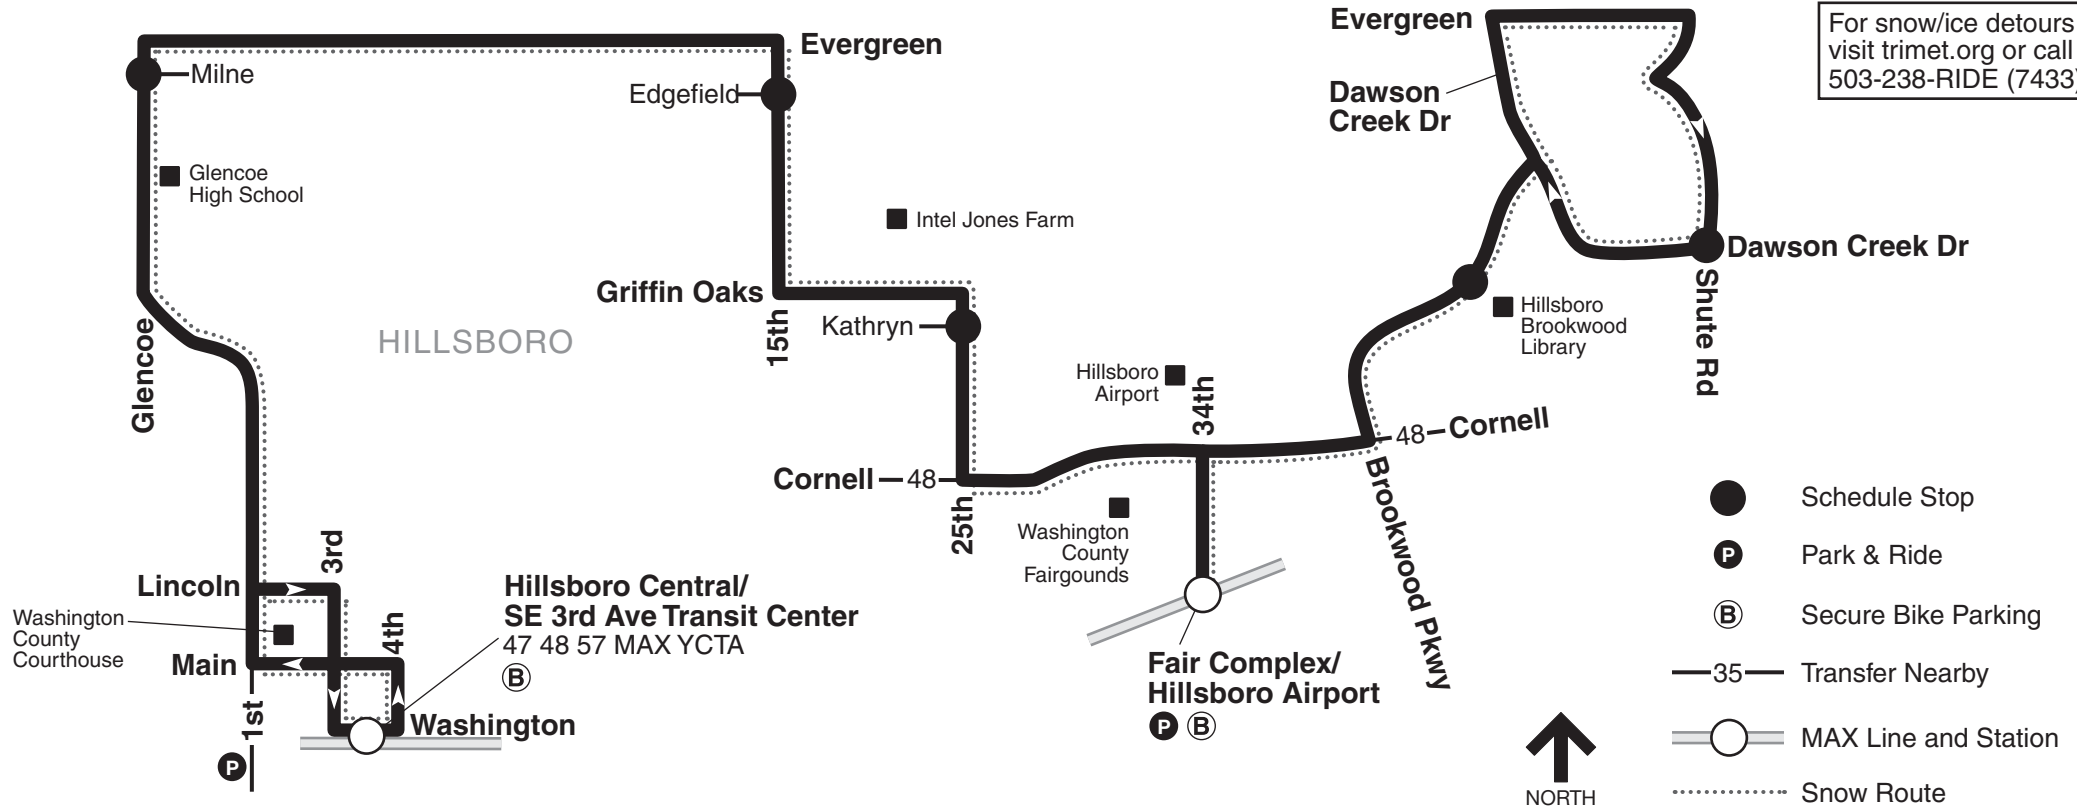 Evergreen
Milne
Edgefield
Glencoe
High School
Intel Jones Farm
Griffin Oaks
15th
Kathryn
HILLSBORO
Glencoe
Evergreen
Dawson
Creek Dr
For snow/ice detours
visit trimet.org or call
503-238-RIDE (7433)
Dawson Creek Dr
Shute Rd
Hillsboro
Brookwood
Library
Hillsboro
Airport
34th
48
Cornell
Cornell
48
25th
Washington
County
Fairgounds
Brookwood Pkwy
Fair Complex/
Hillsboro Airport
P B
Lincoln
3rd
Washington
County
Courthouse
Main
4th
1st
P
Hillsboro Central/
SE 3rd Ave Transit Center
47 48 57 MAX YCTA
B
Washington
Schedule Stop
P Park & Ride
B Secure Bike Parking
35 Transfer Nearby
MAX Line and Station
Snow Route
NORTH